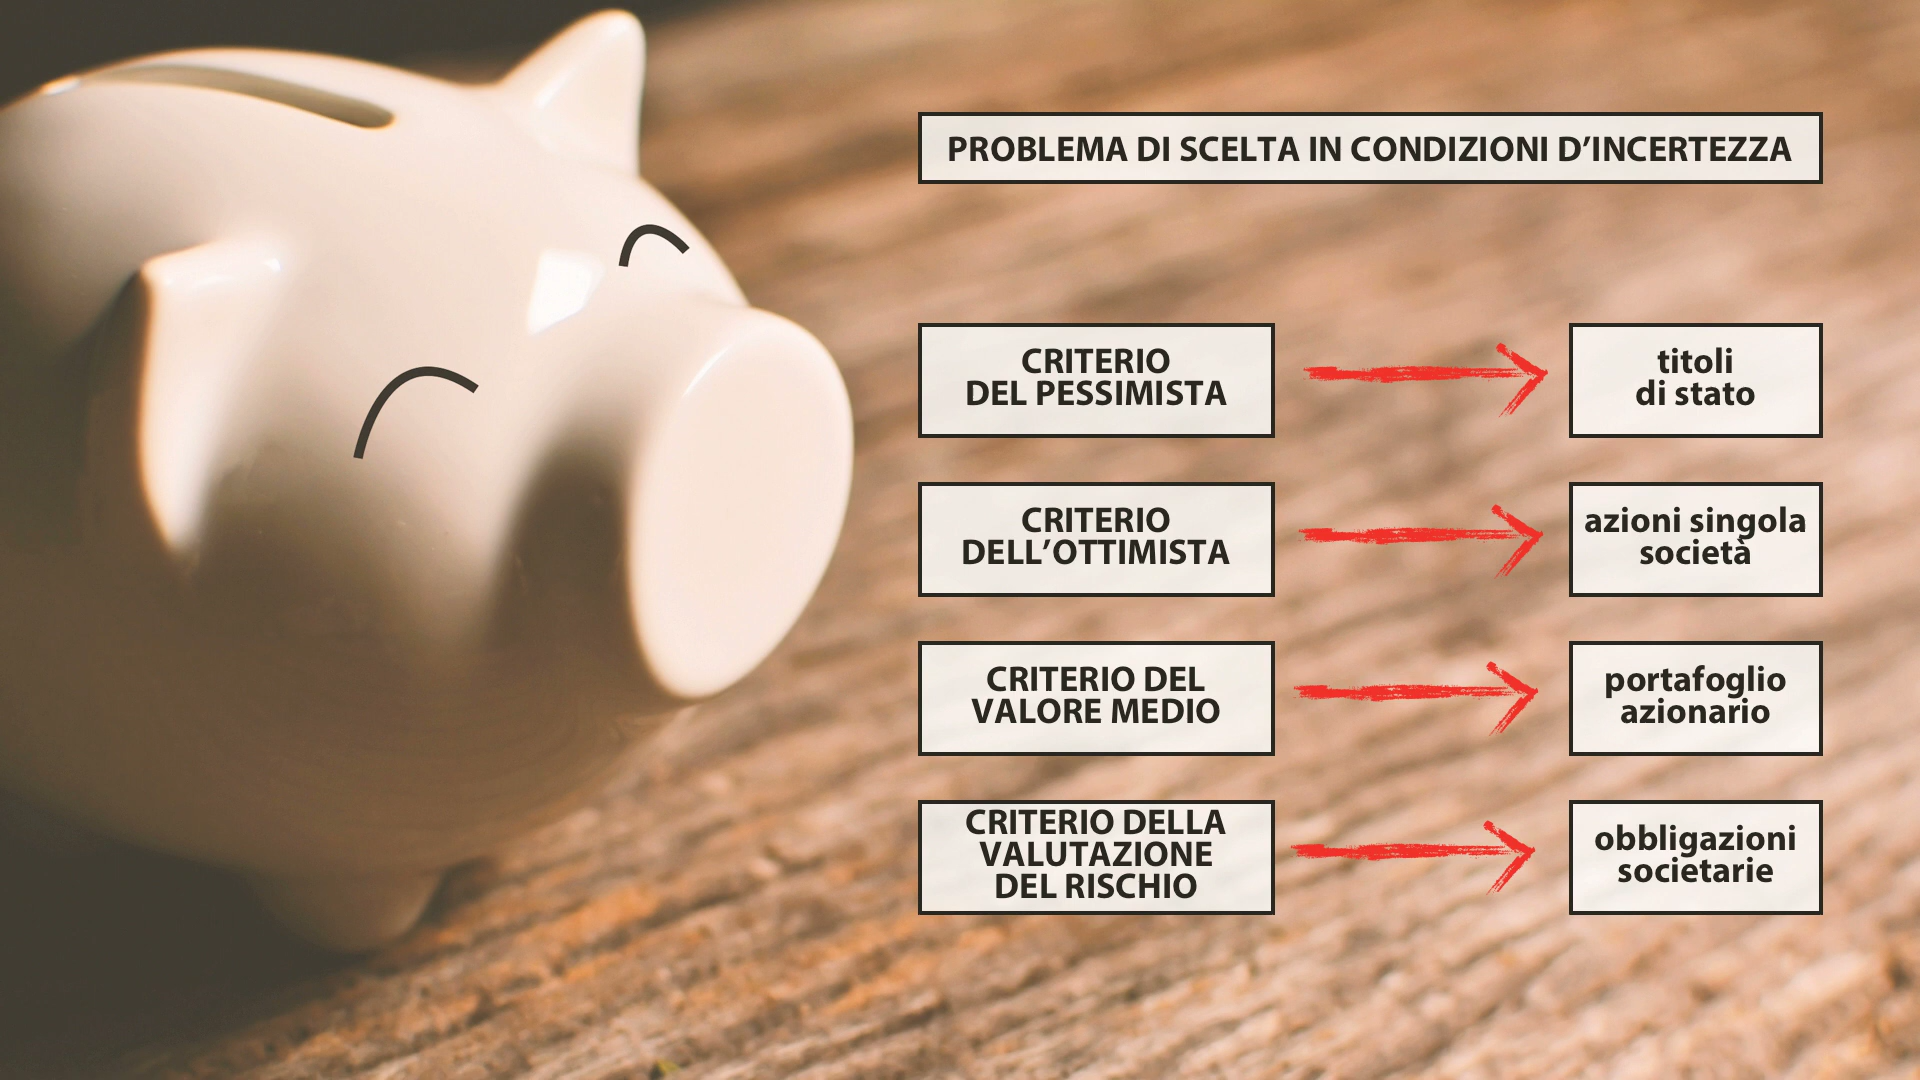 PROBLEMA DI SCELTA IN CONDIZIONI D’INCERTEZZA
CRITERIO
DEL PESSIMISTA
titoli
di stato
CRITERIO
DELL’OTTIMISTA
azioni singola
società
CRITERIO DEL
VALORE MEDIO
portafoglio
azionario
CRITERIO DELLA
VALUTAZIONE
DEL RISCHIO
obbligazioni
societarie